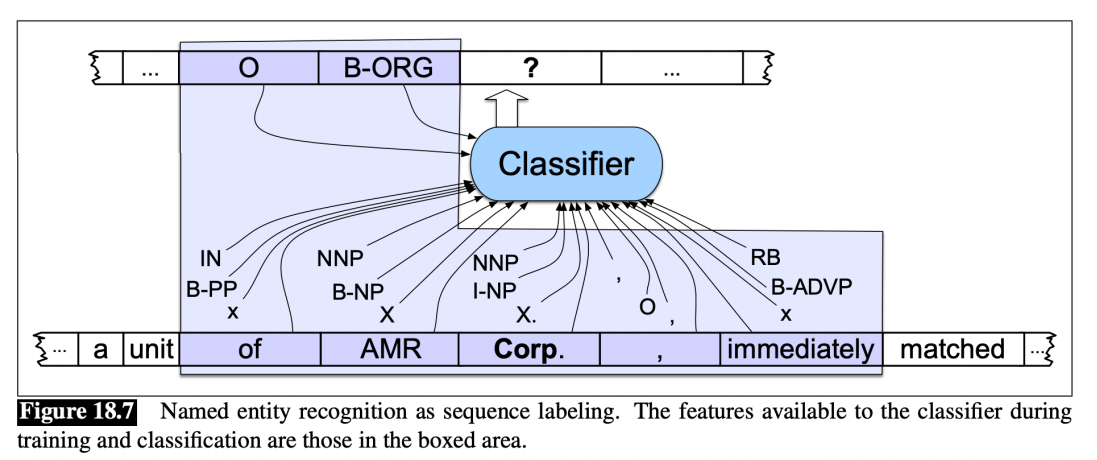 ... O B-ORG ? ...
Classifier
IN NNP NNP , RB
B-PP B-NP I-NP O B-ADVP
x X X. , x
... a unit of AMR Corp. , immediately matched ...
Figure 18.7 Named entity recognition as sequence labeling. The features available to the classifier during
training and classification are those in the boxed area.